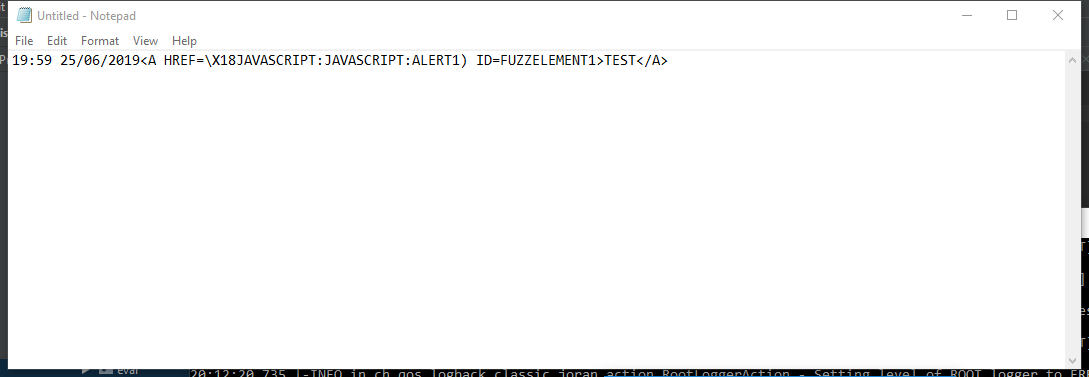 Untitled - Notepad
File Edit Format View Help
19:59 25/06/2019<A HREF=\X18JAVASCRIPT:JAVASCRIPT:ALERT1) ID=FUZZELEMENT1>TEST</A>
eval
20:12:20,735 |-INFO in ch.qos.logback.classic.joran.action.RootLoggerAction - Setting level of ROOT logger to